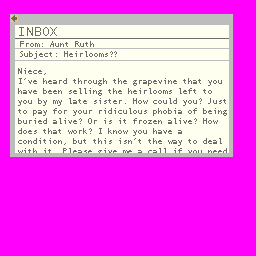 INBOX
From: Aunt Ruth
Subject: Heirlooms??
Niece,
I've heard through the grapevine that you
have been selling the heirlooms left to
you by my late sister. How could you? Just
to pay for your ridiculous phobia of being
buried alive? Or is it frozen alive? How
does that work? I know you have a
condition, but this isn't the way to deal
with it. Please give me a call if you need